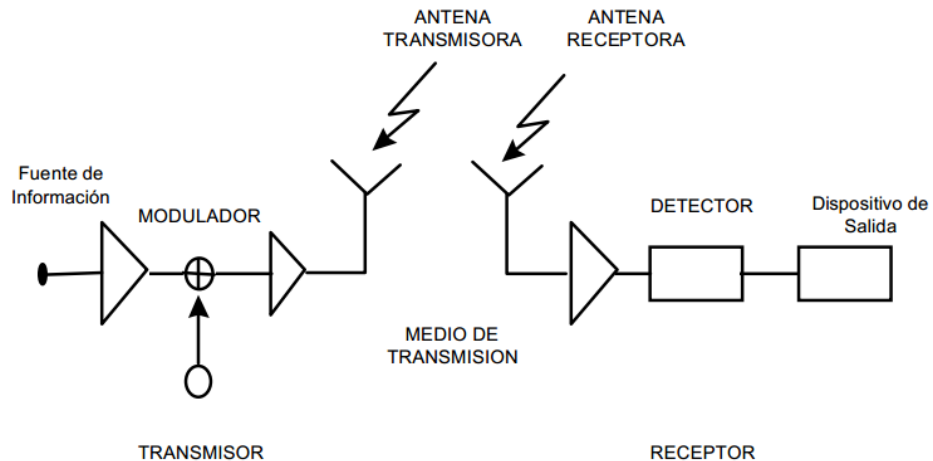 ANTENA
TRANSMISORA
ANTENA
RECEPTORA
Fuente de
Información
MODULADOR
DETECTOR
Dispositivo de
Salida
MEDIO DE
TRANSMISION
TRANSMISOR
RECEPTOR